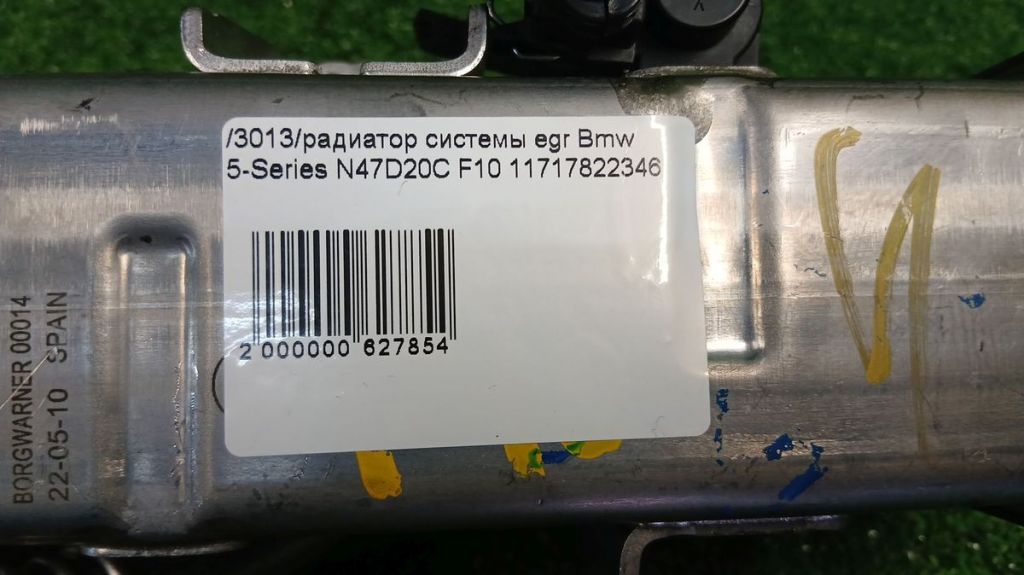 /3013/радиатор системы egr Bmw
5-Series N47D20C F10 11717822346
2 000000 627854
BORGWARNER 00014
22-05-10 SPAIN